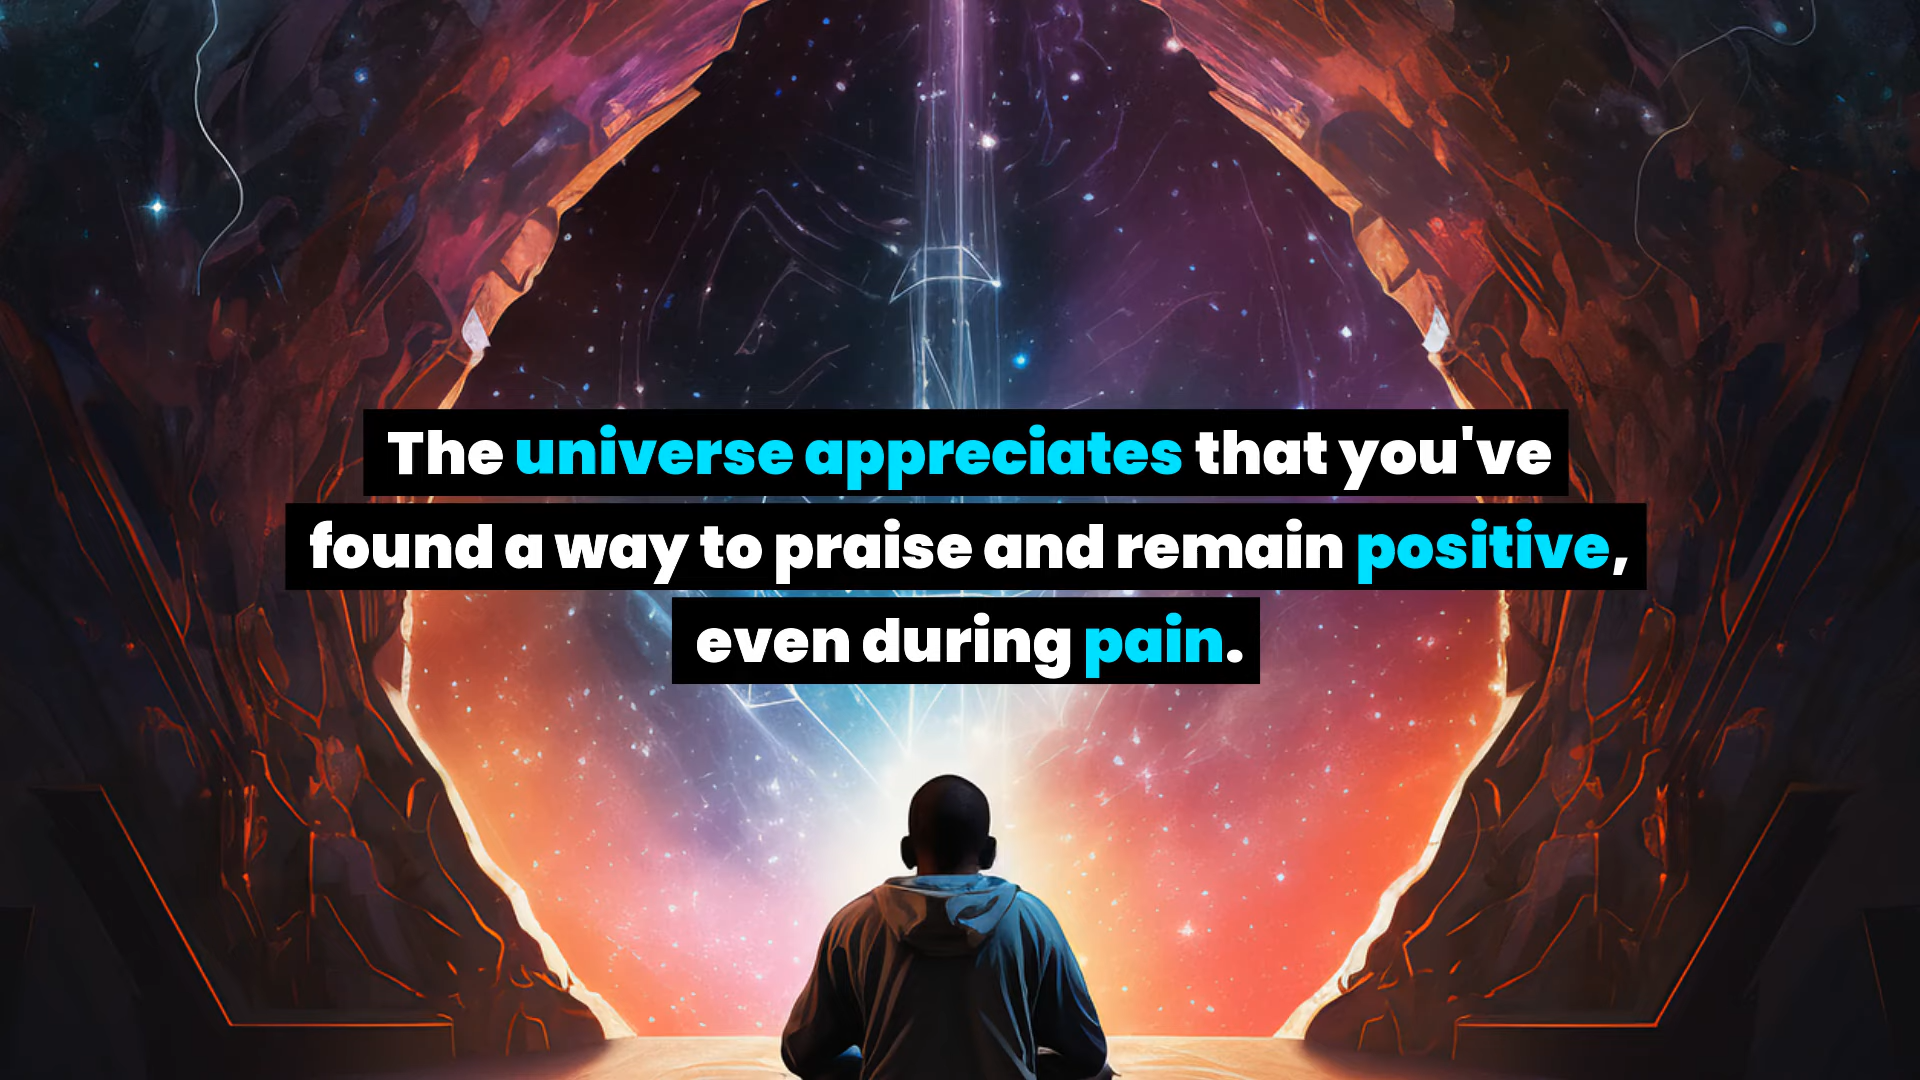 The universe appreciates that you've
found a way to praise and remain positive,
even during pain.